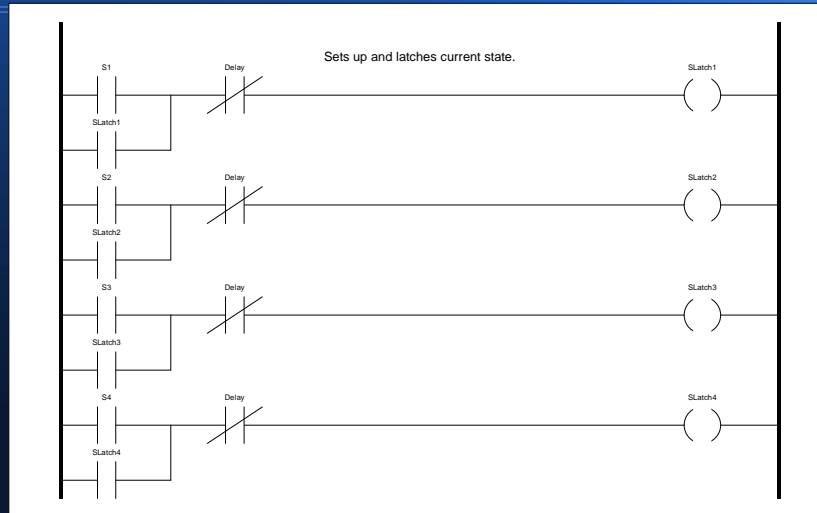 Sets up and latches current state.
S1 Delay SLatch1
SLatch1
S2 Delay SLatch2
SLatch2
S3 Delay SLatch3
SLatch3
S4 Delay SLatch4
SLatch4